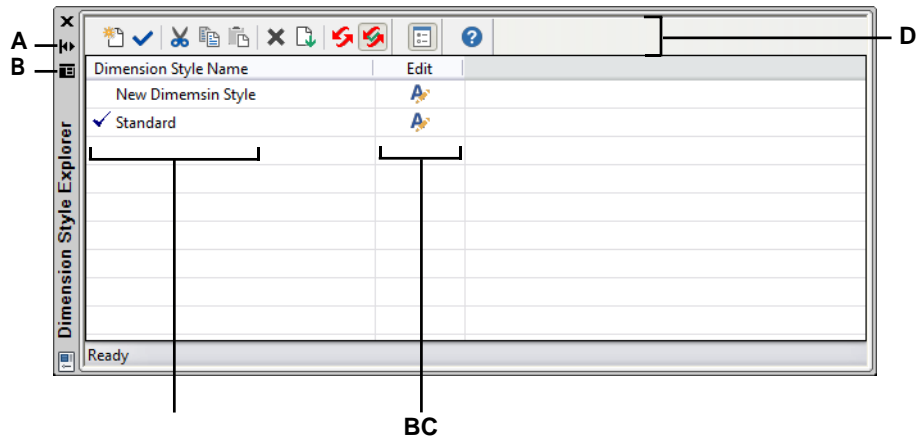 A
B
D
Dimension Style Name Edit
New Dimemsin Style
Standard
Dimension Style Explorer
Ready
BC